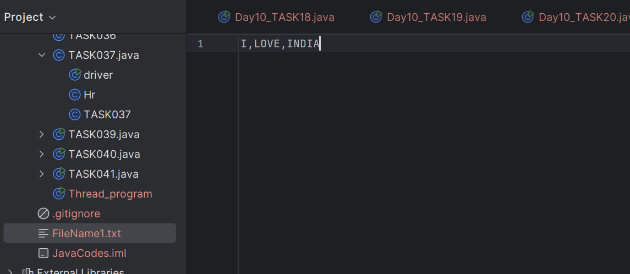 Project
Day10_TASK18.java
Day10_TASK19.java
Day10_TASK20.jav
TASK036
TASK037.java
driver
Hr
TASK037
TASK039.java
TASK040.java
TASK041.java
Thread_program
.gitignore
FileName1.txt
JavaCodes.iml
External Libraries
1 I,LOVE,INDIA